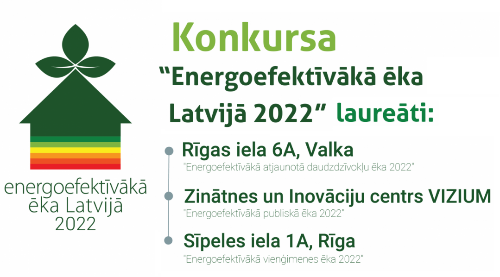 Konkursa
“Energoefektīvākā ēka
Latvijā 2022” laureāti:
Rīgas iela 6A, Valka
"Energoefektīvākā atjaunotā daudzdzīvokļu ēka 2022"
Zinātnes un Inovāciju centrs VIZIUM
"Energoefektīvākā publiskā ēka 2022"
Sīpeles iela 1A, Rīga
"Energoefektīvākā vienģimenes ēka 2022"
energoefektīvākā
ēka Latvijā
2022